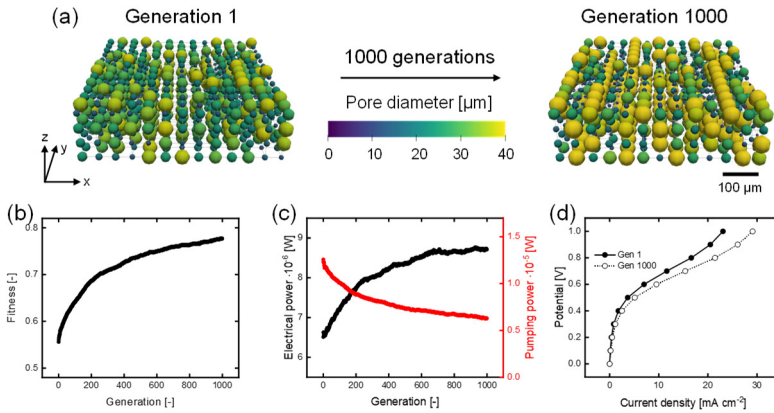 (a)
Generation 1
Generation 1000
1000 generations
Pore diameter [µm]
0 10 20 30 40
z
y
x
100 µm
(b)
0.8
0.7
0.6
0.5
Fitness [-]
0 200 400 600 800 1000
Generation [-]
(c)
9
8
7
6
Electrical power ·10⁻⁶ [W]
1.5
1.0
0.5
0.0
Pumping power ·10⁻⁵ [W]
0 200 400 600 800 1000
Generation [-]
(d)
1.0
0.8
0.6
0.4
0.2
0.0
Potential [V]
Gen 1
Gen 1000
0 10 20 30
Current density [mA cm⁻²]